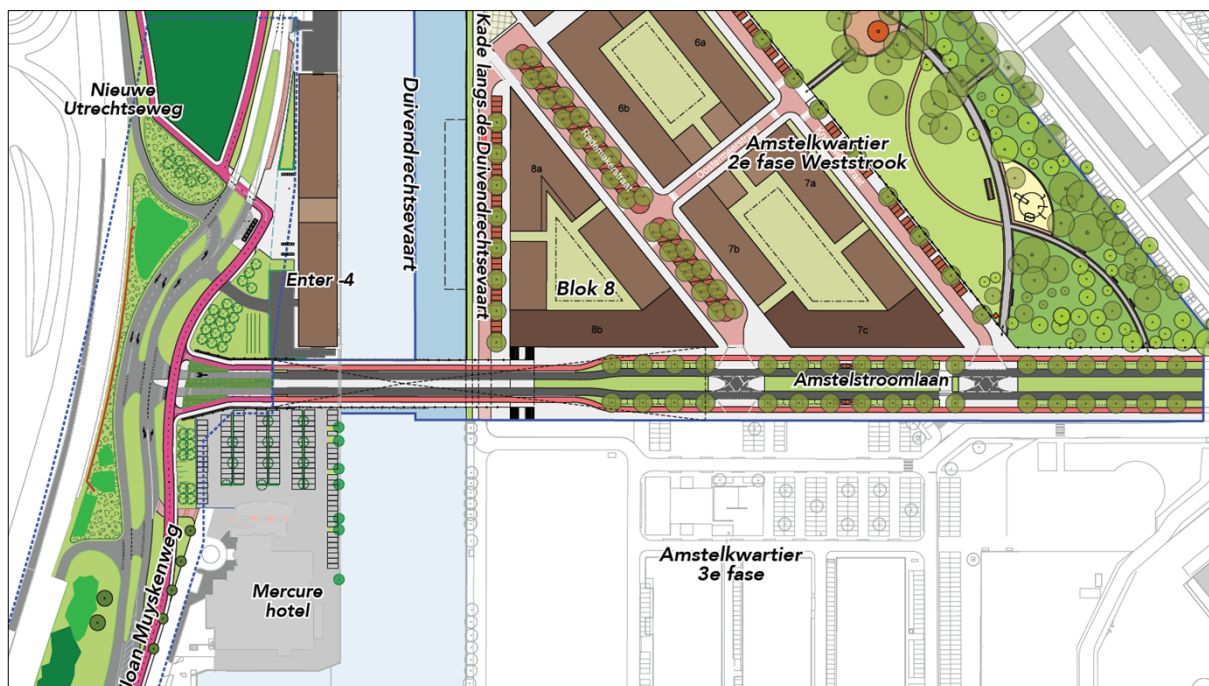 Nieuwe
Utrechtseweg
Duivendrechtsevaart
Kade langs de Duivendrechtsevaart
6a
6b
8a
Amstelkwartier
2e fase Weststrook
7a
7b
Enter -4
Blok 8
8b
7c
Amstelstroomlaan
Joan Muyskenweg
Mercure
hotel
Amstelkwartier
3e fase